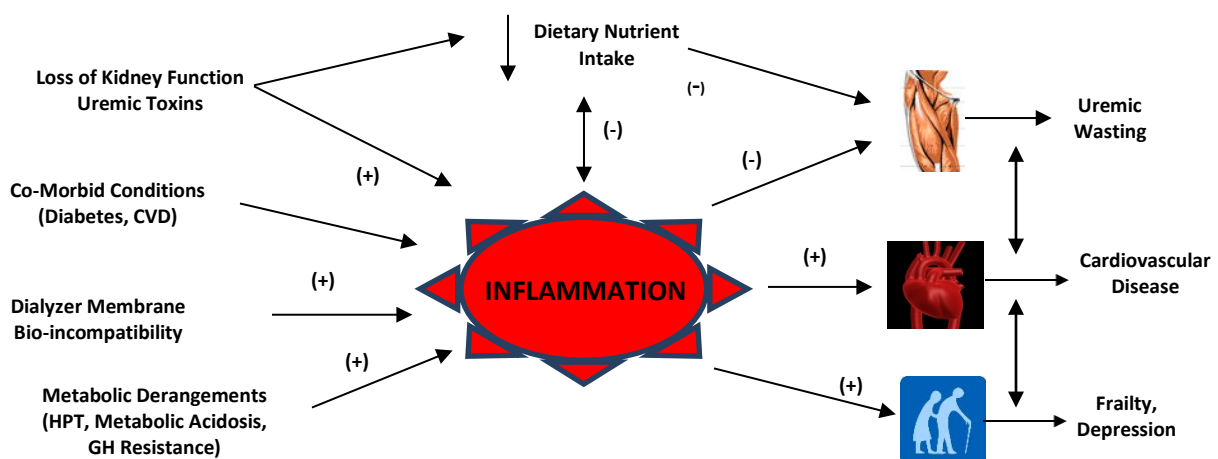 Dietary Nutrient
Intake
Loss of Kidney Function
Uremic Toxins
(-)
Uremic
Wasting
(-)
(-)
(+)
Co-Morbid Conditions
(Diabetes, CVD)
(+)
(+)
INFLAMMATION
Cardiovascular
Disease
Dialyzer Membrane
Bio-incompatibility
(+)
(+)
Metabolic Derangements
(HPT, Metabolic Acidosis,
GH Resistance)
Frailty,
Depression